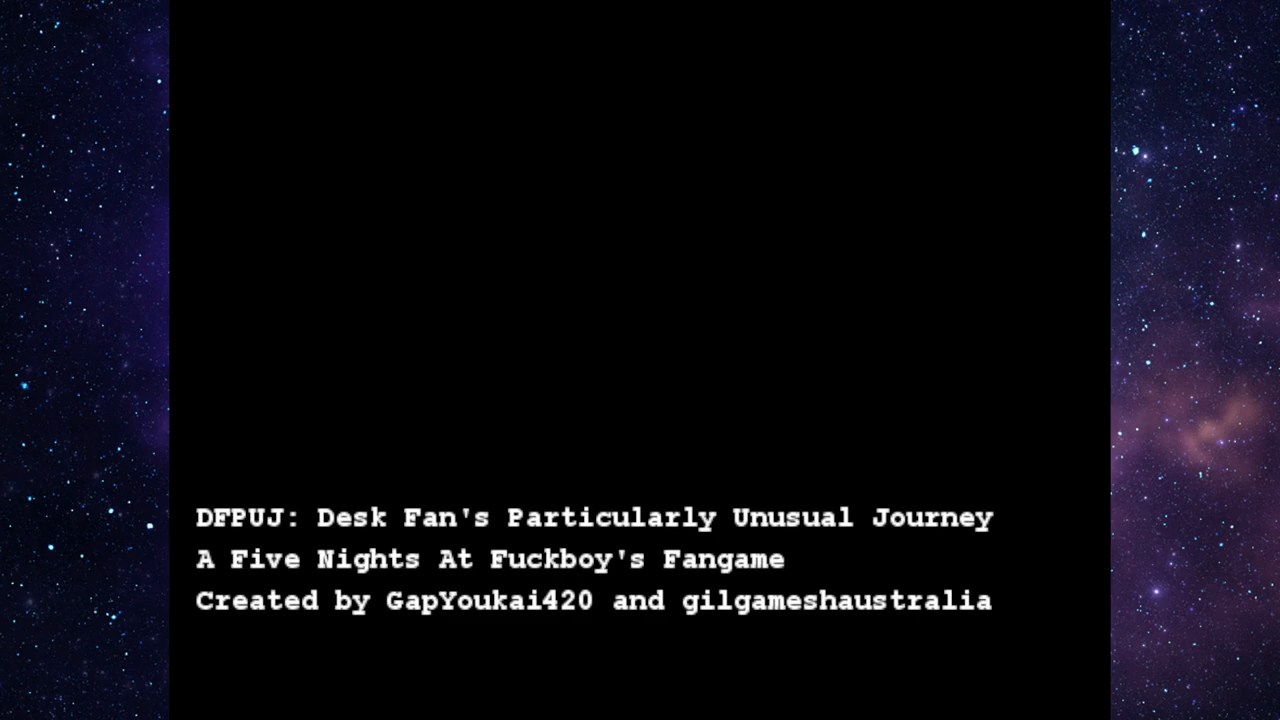 DFPUJ: Desk Fan's Particularly Unusual Journey
A Five Nights At Fuckboy's Fangame
Created by GapYoukai420 and gilgameshaustralia